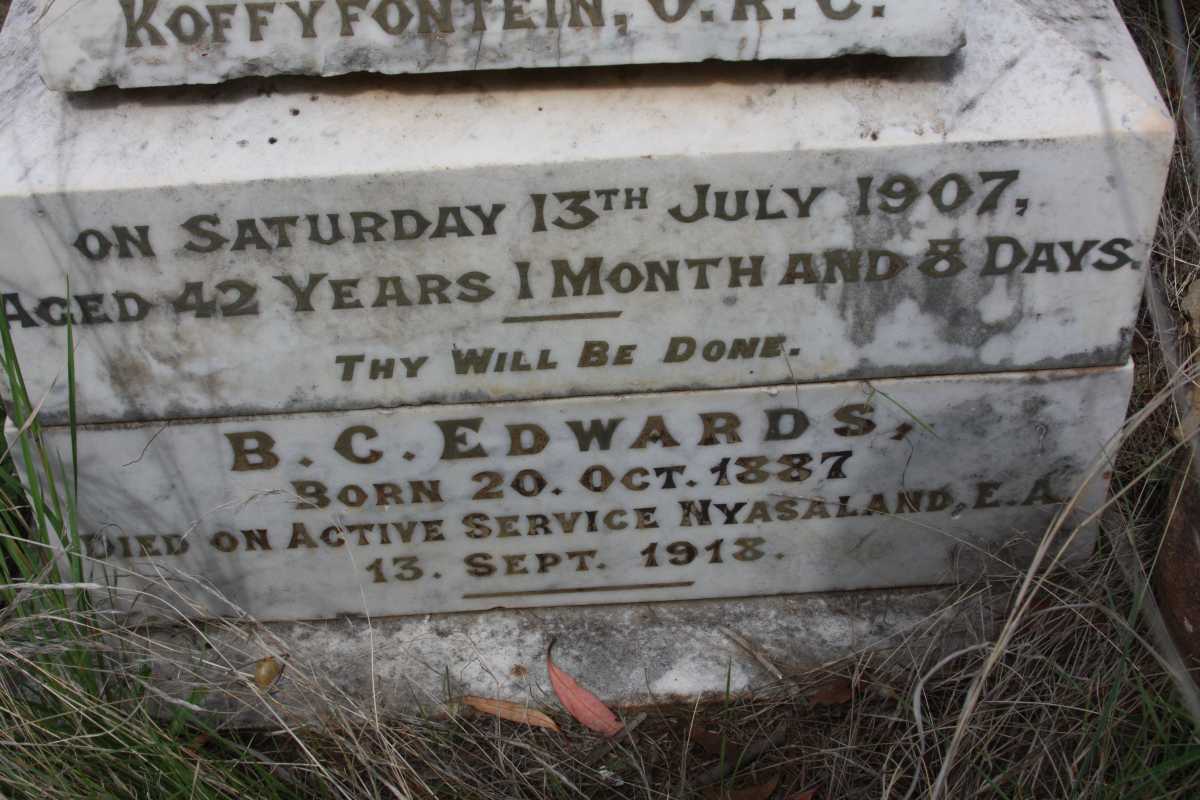 KOFFYFONTEIN, O.R.C.
ON SATURDAY 13TH JULY 1907,
AGED 42 YEARS 1 MONTH AND 8 DAYS.
THY WILL BE DONE.
B. C. EDWARDS,
BORN 20. OCT. 1887
DIED ON ACTIVE SERVICE NYASALAND, E.A.
13. SEPT. 1918.